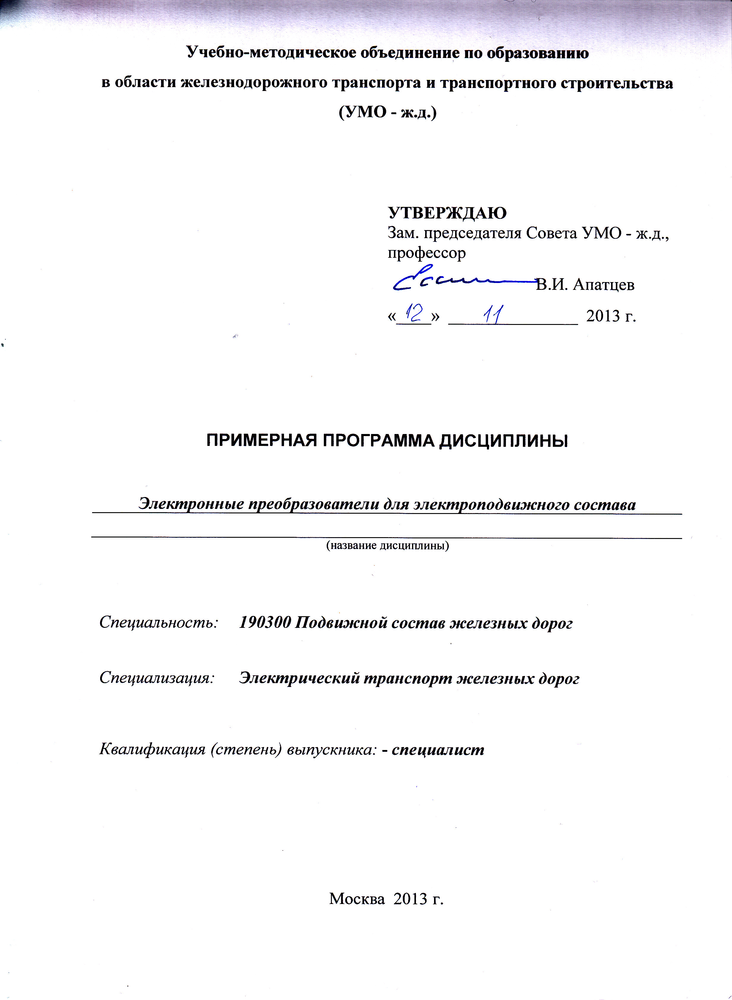 Учебно-методическое объединение по образованию
в области железнодорожного транспорта и транспортного строительства
(УМО - ж.д.)
УТВЕРЖДАЮ
Зам. председателя Совета УМО - ж.д.,
профессор
В.И. Апатцев
«12» 11 2013 г.
ПРИМЕРНАЯ ПРОГРАММА ДИСЦИПЛИНЫ
Электронные преобразователи для электроподвижного состава
(название дисциплины)
Специальность: 190300 Подвижной состав железных дорог
Специализация: Электрический транспорт железных дорог
Квалификация (степень) выпускника: - специалист
Москва 2013 г.